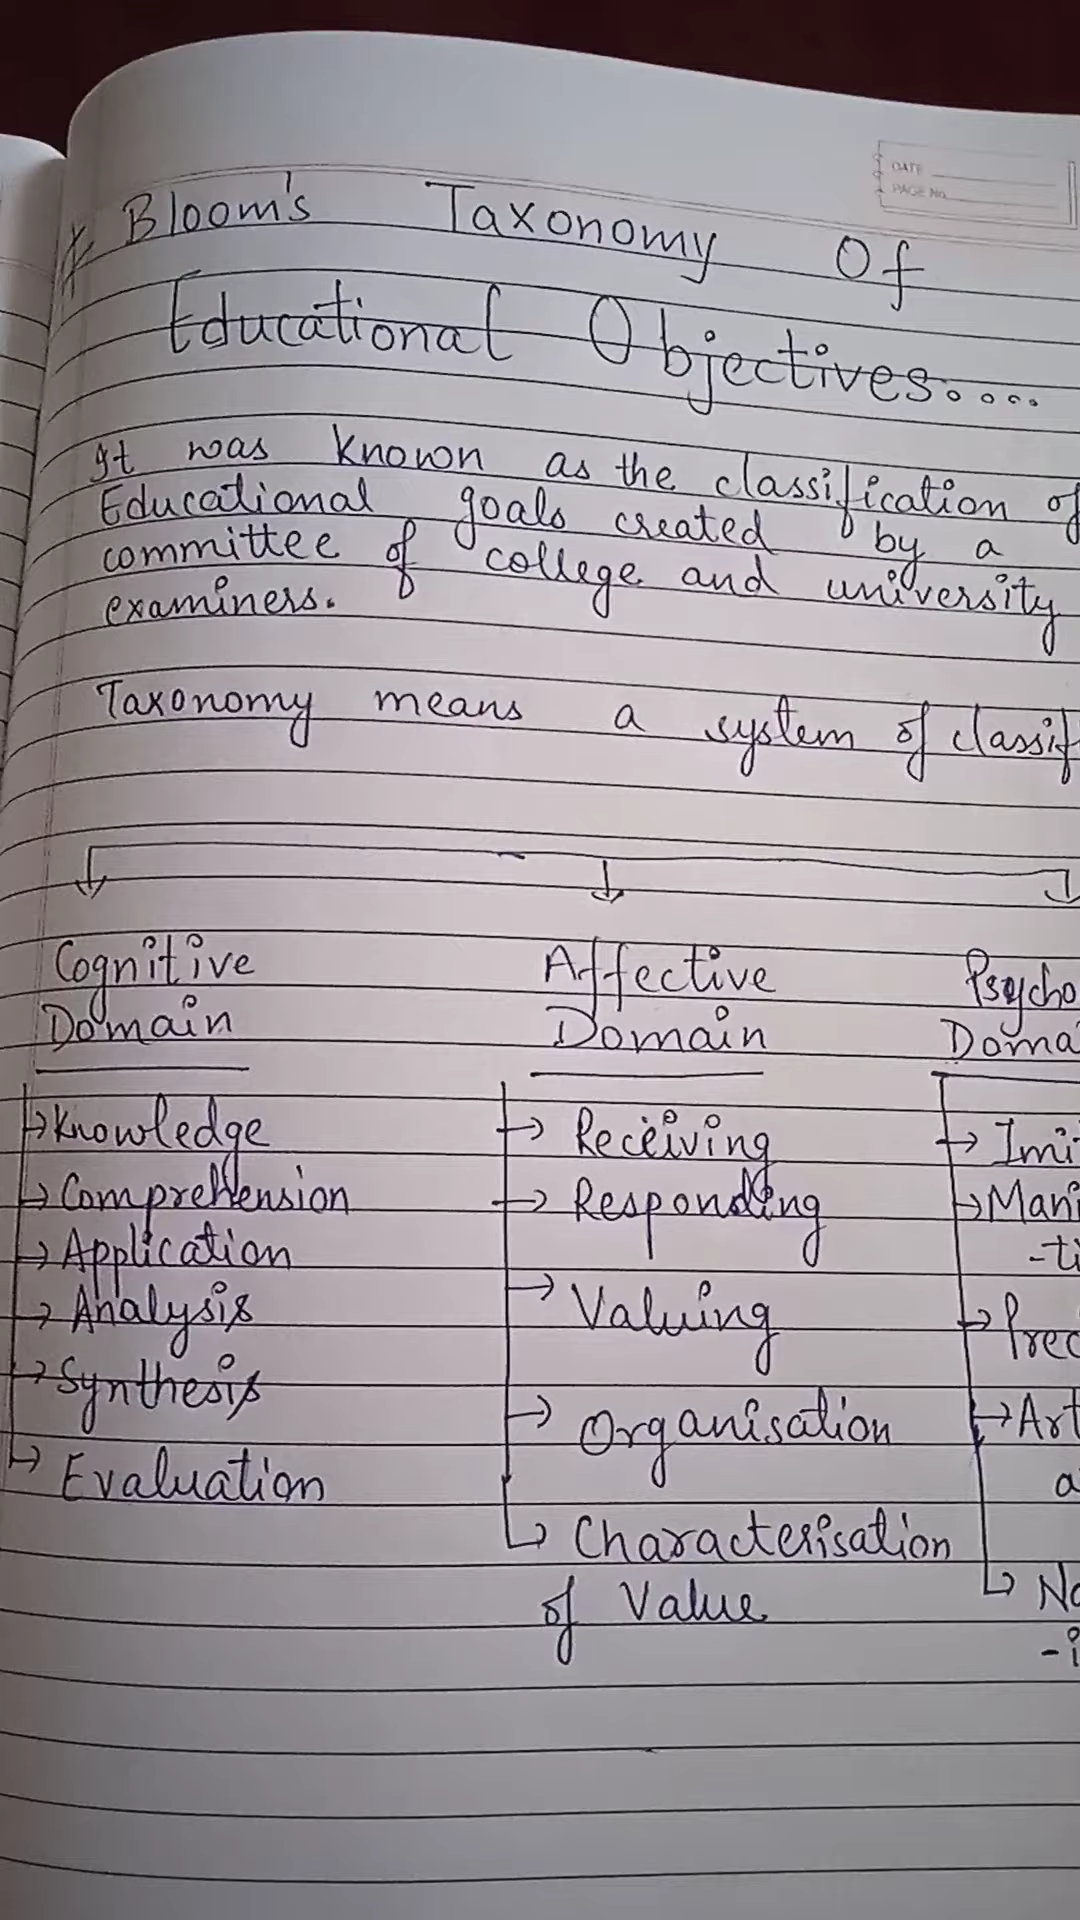 DATE
PAGE No.
* Bloom's Taxonomy Of
Educational Objectives....
It was known as the classification of
Educational goals created by a
committee of college and university
examiners.
Taxonomy means a system of classif
Cognitive Domain
→ Knowledge
→ Comprehension
→ Application
→ Analysis
→ Synthesis
→ Evaluation
Affective Domain
→ Receiving
→ Responding
→ Valuing
→ Organisation
→ Characterisation
of Value
Psycho
Doma
→ Imi
→ Mani
-ti
→ Prec
→ Art
a
→ No
-i